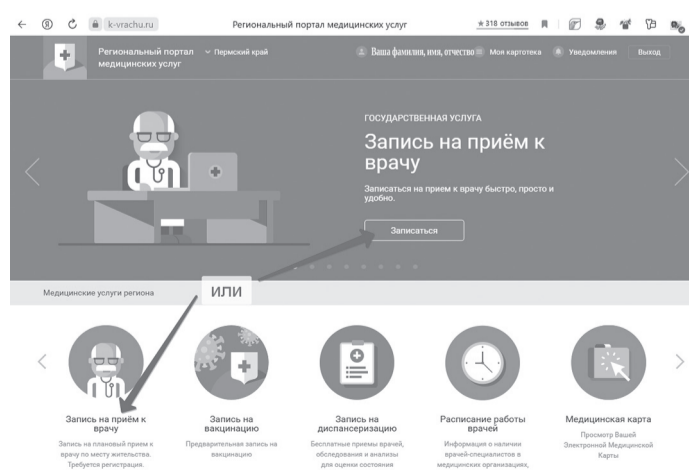 k-vrachu.ru
Региональный портал медицинских услуг
★ 318 отзывов
Региональный портал
медицинских услуг
Пермский край
Ваша фамилия, имя, отчество
Моя картотека
Уведомления
Выход
ГОСУДАРСТВЕННАЯ УСЛУГА
Запись на приём к
врачу
Записаться на прием к врачу быстро, просто и
удобно.
Записаться
Медицинские услуги региона
ИЛИ
Запись на приём к
врачу
Запись на плановый прием к
врачу по месту жительства.
Требуется регистрация.
Запись на
вакцинацию
Предварительная запись на
вакцинацию
Запись на
диспансеризацию
Бесплатные приемы врачей,
обследования и анализы
для оценки состояния
Расписание работы
врачей
Информация о наличии
врачей-специалистов в
медицинских организациях,
Медицинская карта
Просмотр Вашей
Электронной Медицинской
Карты